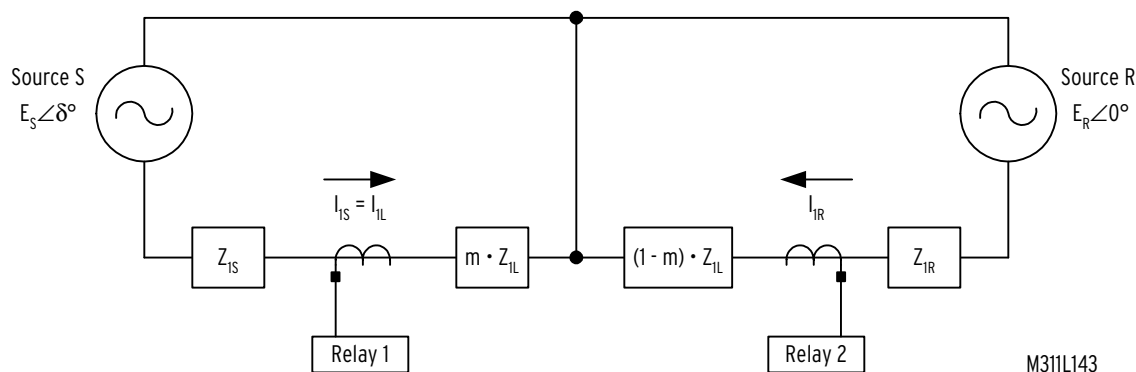 Source S
E_S∠δ°
Source R
E_R∠0°
I_1S = I_1L
I_1R
Z_1S
m · Z_1L
(1 - m) · Z_1L
Z_1R
Relay 1
Relay 2
M311L143